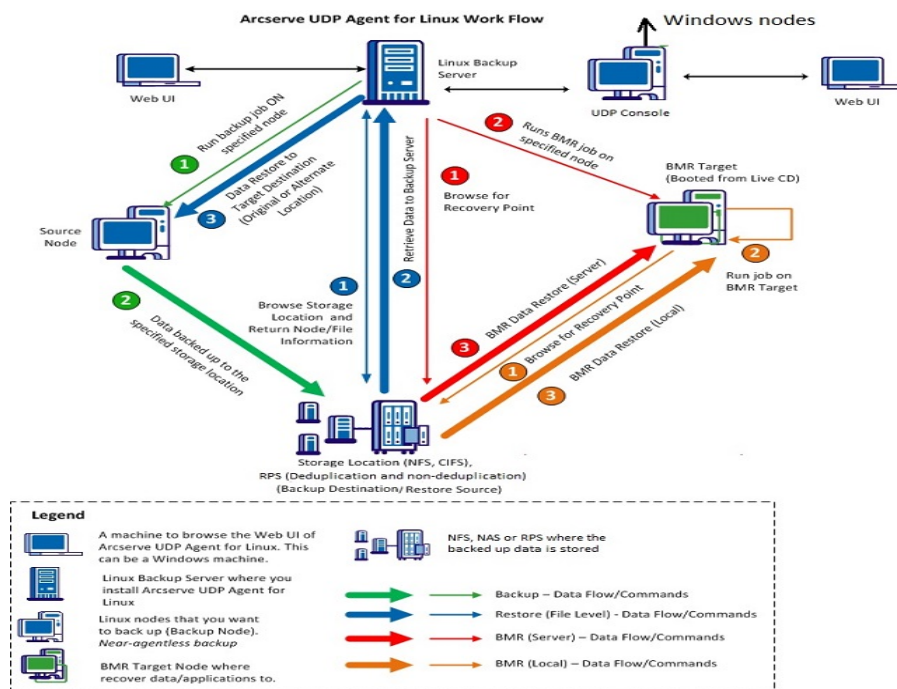 Arcserve UDP Agent for Linux Work Flow
Windows nodes
Web UI
Linux Backup
Server
UDP Console
Web UI
1
Run backup job ON
specified node
3
Data Restore to
Target Destination
(Original or Alternate
Location)
2
Runs BMR job on
specified node
1
Browse for
Recovery Point
BMR Target
(Booted from Live CD)
Source
Node
Retrieve Data to Backup Server
2
1
Browse Storage
Location and
Return Node/File
Information
2
Run job on
BMR Target
2
Data backed up to the
specified storage location
BMR Data Restore (Server)
3
Browse for Recovery Point
1
BMR Data Restore (Local)
3
Storage Location (NFS, CIFS),
RPS (Deduplication and non-deduplication)
(Backup Destination/Restore Source)
Legend
A machine to browse the Web UI of
Arcserve UDP Agent for Linux. This
can be a Windows machine.
Linux Backup Server where you
install Arcserve UDP Agent for
Linux
Linux nodes that you want
to back up (Backup Node).
Near-agentless backup
BMR Target Node where
recover data/applications to.
NFS, NAS or RPS where the
backed up data is stored
Backup – Data Flow/Commands
Restore (File Level) - Data Flow/Commands
BMR (Server) – Data Flow/Commands
BMR (Local) – Data Flow/Commands